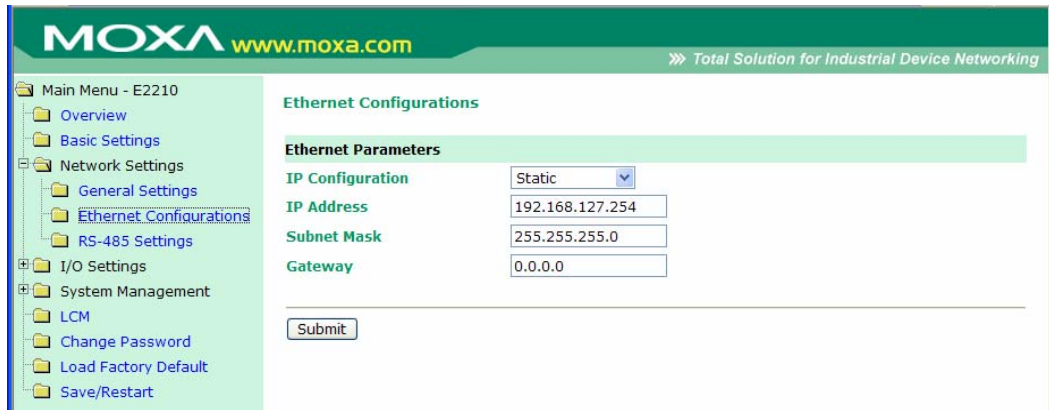 MOXA www.moxa.com
Total Solution for Industrial Device Networking
Main Menu - E2210
Overview
Basic Settings
Network Settings
General Settings
Ethernet Configurations
RS-485 Settings
I/O Settings
System Management
LCM
Change Password
Load Factory Default
Save/Restart
Ethernet Configurations
Ethernet Parameters
IP Configuration Static
IP Address 192.168.127.254
Subnet Mask 255.255.255.0
Gateway 0.0.0.0
Submit